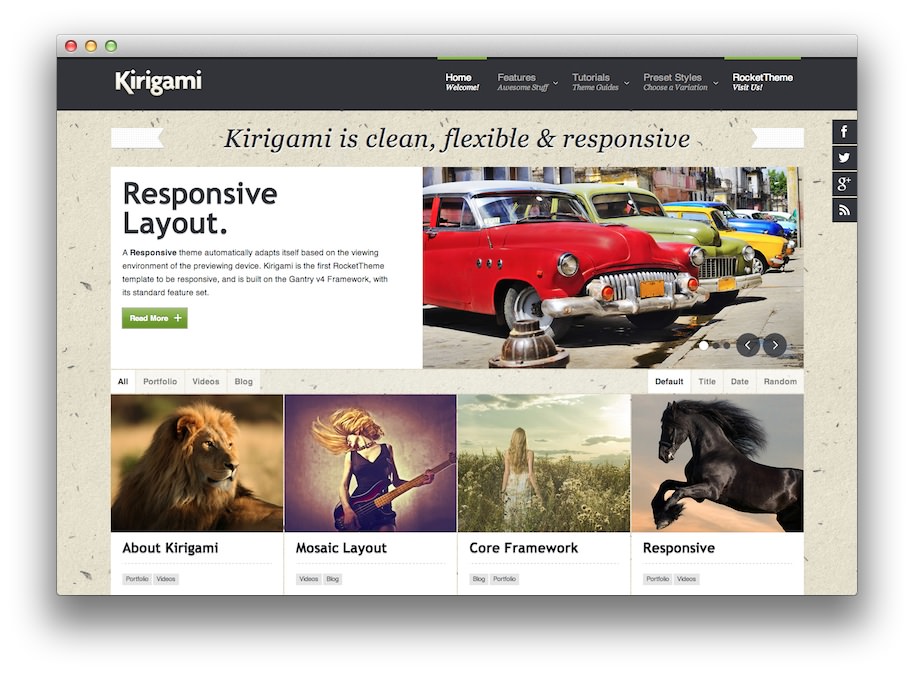 Kirigami
Home Features Tutorials Preset Styles RocketTheme
Welcome! Awesome Stuff Theme Guides Choose a Variation Visit Us!
Kirigami is clean, flexible & responsive
Responsive
Layout.
A Responsive theme automatically adapts itself based on the viewing
environment of the previewing device. Kirigami is the first RocketTheme
template to be responsive, and is built on the Gantry v4 Framework, with
its standard feature set.
Read More +
All Portfolio Videos Blog Default Title Date Random
About Kirigami Mosaic Layout Core Framework Responsive
Portfolio Videos Videos Blog Blog Portfolio Portfolio Videos